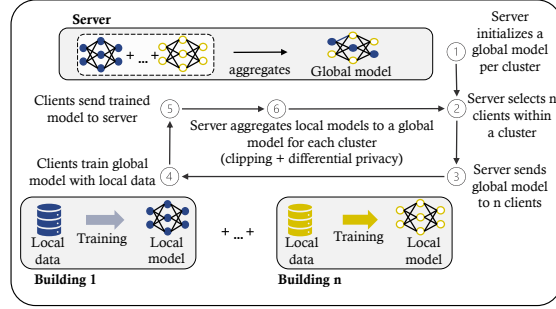 Server
+ ... +
aggregates
Global model
1
Server
initializes a
global model
per cluster
Clients send trained
model to server
5
6
2
Server selects n
clients within
a cluster
Server aggregates local models to a global
model for each cluster
(clipping + differential privacy)
Clients train global
model with local data
4
3
Server sends
global model
to n clients
Local
data
Training
Local
model
Building 1
+ ... +
Local
data
Training
Local
model
Building n